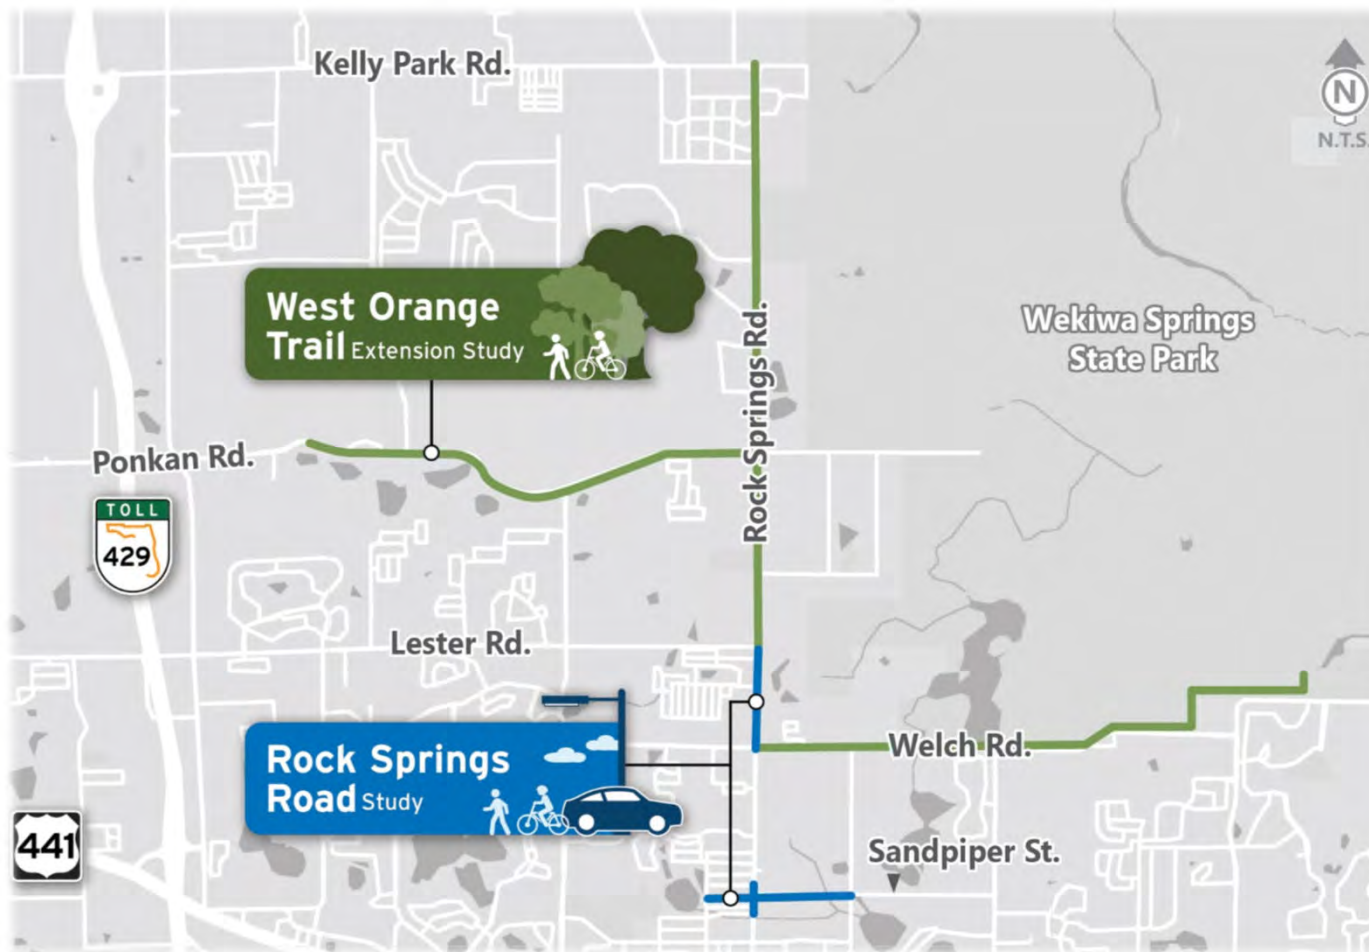 Kelly Park Rd.
N
N.T.S.
West Orange
Trail Extension Study
Rock Springs Rd.
Wekiwa Springs
State Park
Ponkan Rd.
TOLL
429
Lester Rd.
Welch Rd.
Rock Springs
Road Study
441
Sandpiper St.